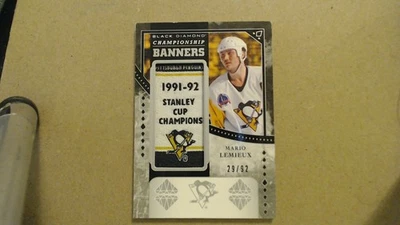 BLACK DIAMOND
CHAMPIONSHIP
BANNERS
PITTSBURGH PENGUINS
1991-92
STANLEY
CUP
CHAMPIONS
MARIO
LEMIEUX
29/92